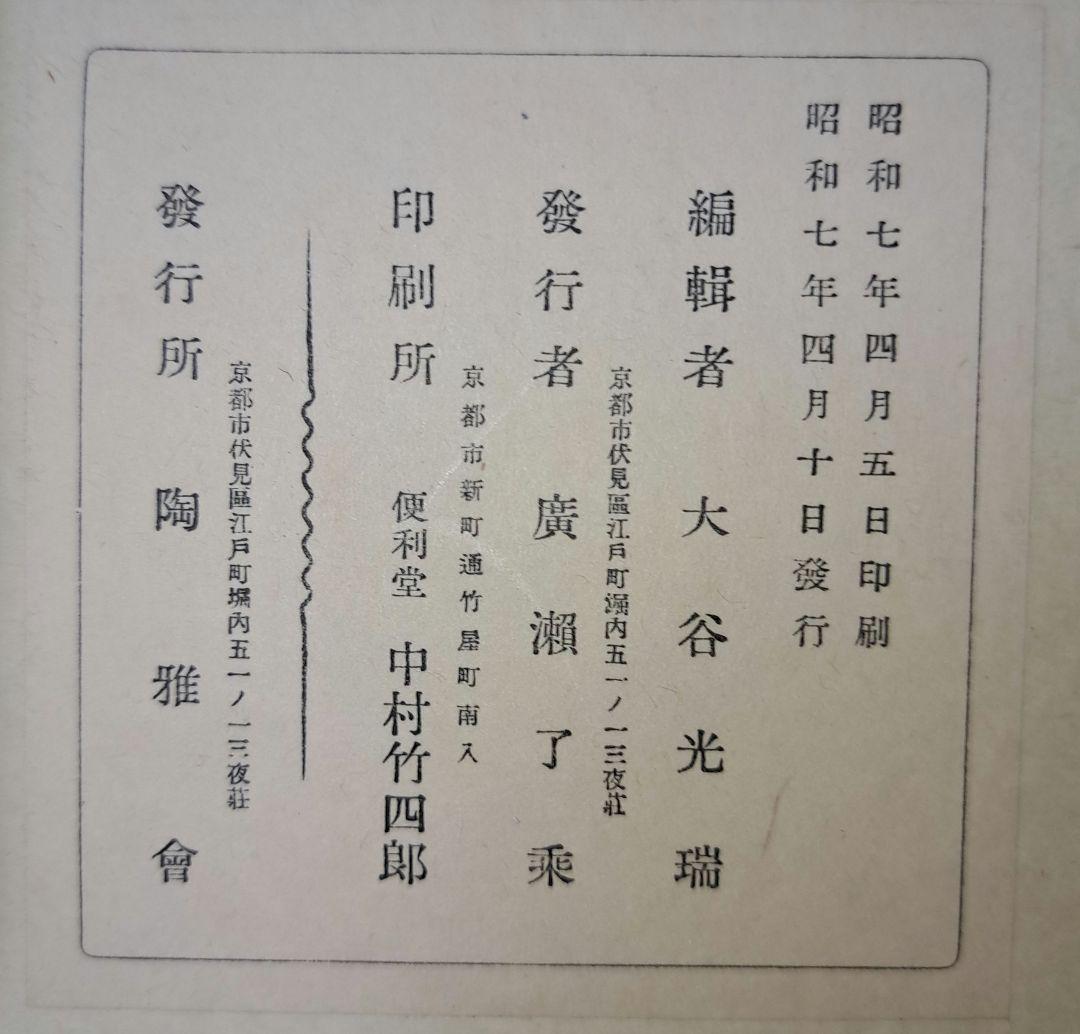 昭和七年四月五日印刷
昭和七年四月十日發行
編輯者 大谷光瑞
京都市伏見區江戸町堀内五一ノ一三夜莊
發行者 廣瀨了乘
京都市新町通竹屋町南入
印刷所 便利堂 中村竹四郎
京都市伏見區江戸町堀内五一ノ一三夜莊
發行所 陶雅會